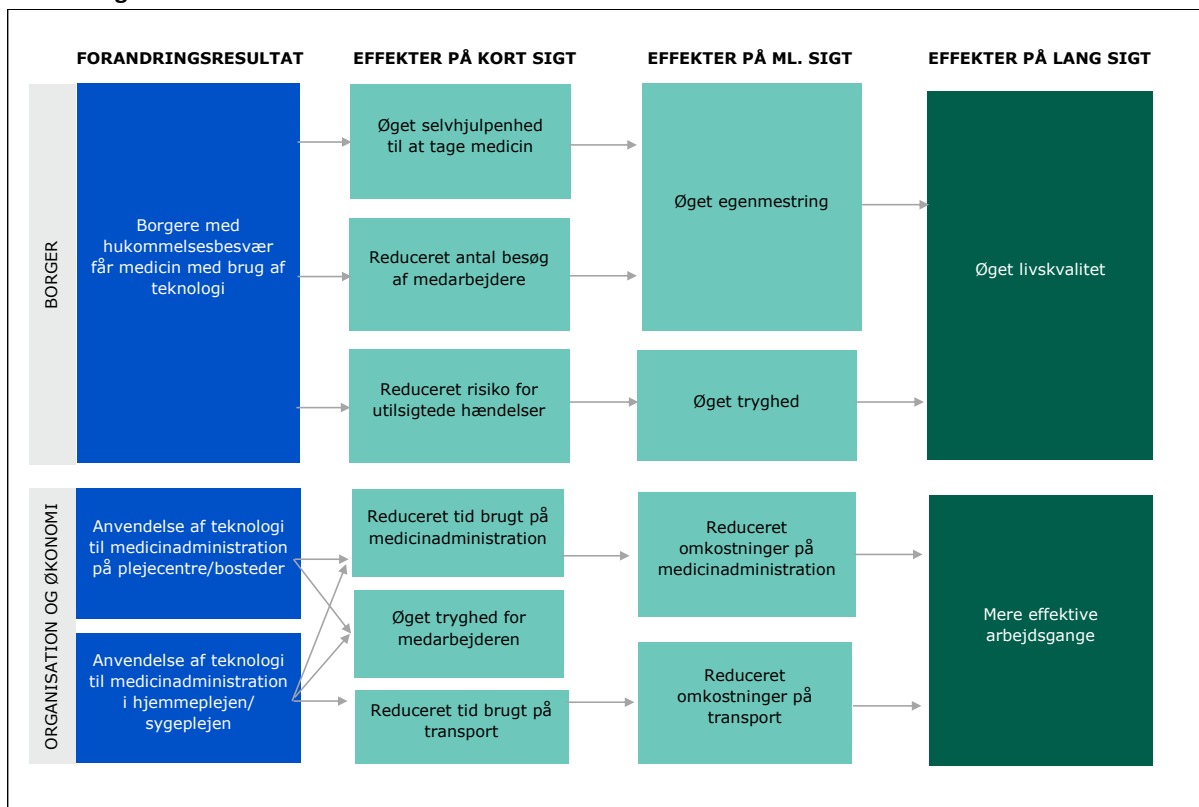 FORANDRINGSRESULTAT
EFFEKTER PÅ KORT SIGT
EFFEKTER PÅ ML. SIGT
EFFEKTER PÅ LANG SIGT
BORGER
Borgere med
hukommelsesbesvær
får medicin med brug af
teknologi
Øget selvhjulpenhed
til at tage medicin
Reduceret antal besøg
af medarbejdere
Reduceret risiko for
utilsigtede hændelser
Øget egenmestring
Øget tryghed
Øget livskvalitet
ORGANISATION OG ØKONOMI
Anvendelse af teknologi
til medicinadministration
på plejecentre/bosteder
Anvendelse af teknologi
til medicinadministration
i hjemmeplejen/
sygeplejen
Reduceret tid brugt på
medicinadministration
Øget tryghed for
medarbejderen
Reduceret tid brugt på
transport
Reduceret
omkostninger på
medicinadministration
Reduceret
omkostninger på
transport
Mere effektive
arbejdsgange